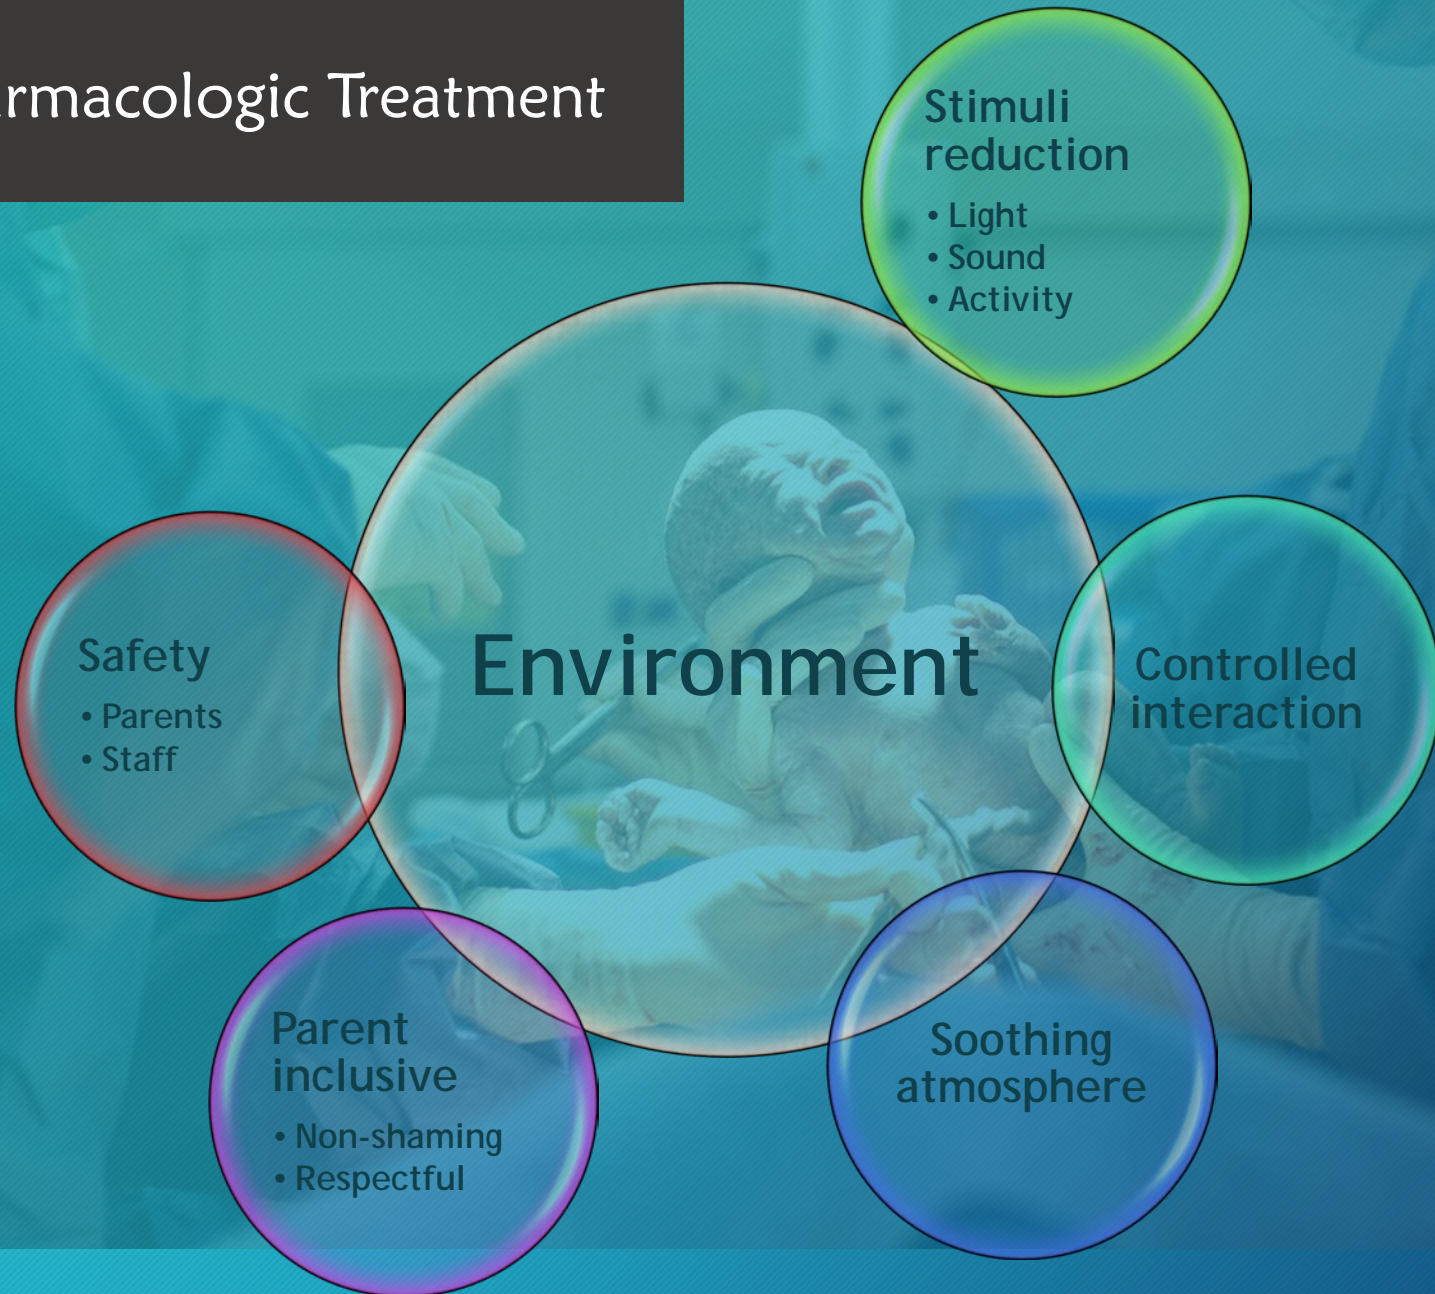 armacologic Treatment
Stimuli
reduction
• Light
• Sound
• Activity
Environment
Safety
• Parents
• Staff
Controlled
interaction
Parent
inclusive
• Non-shaming
• Respectful
Soothing
atmosphere